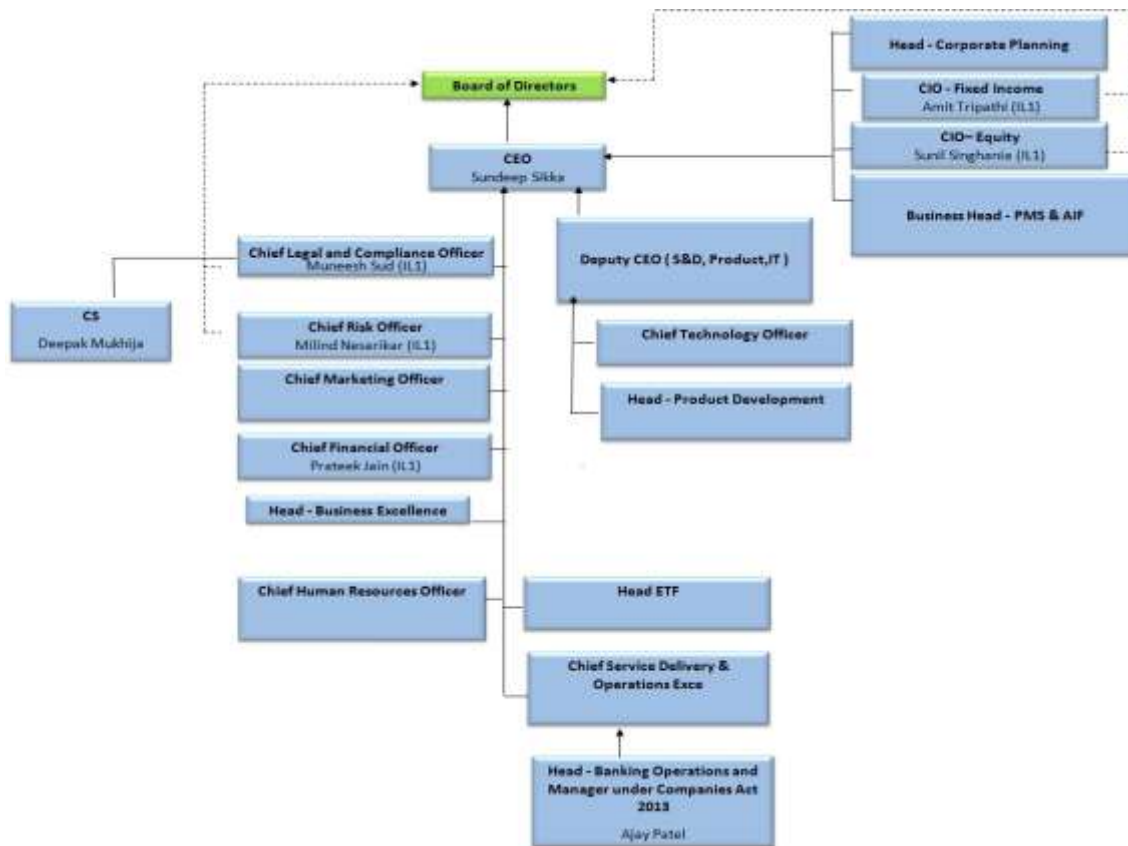 Head - Corporate Planning
Board of Directors
CIO - Fixed Income
Amit Tripathi (IL1)
CIO– Equity
Sunil Singhania (IL1)
CEO
Sundeep Sikka
Business Head - PMS & AIF
Chief Legal and Compliance Officer
Muneesh Sud (IL1)
Deputy CEO ( S&D, Product,IT )
CS
Deepak Mukhija
Chief Risk Officer
Milind Nesarikar (IL1)
Chief Technology Officer
Chief Marketing Officer
Head - Product Development
Chief Financial Officer
Prateek Jain (IL1)
Head - Business Excellence
Chief Human Resources Officer
Head ETF
Chief Service Delivery &
Operations Exce
Head - Banking Operations and
Manager under Companies Act
2013
Ajay Patel